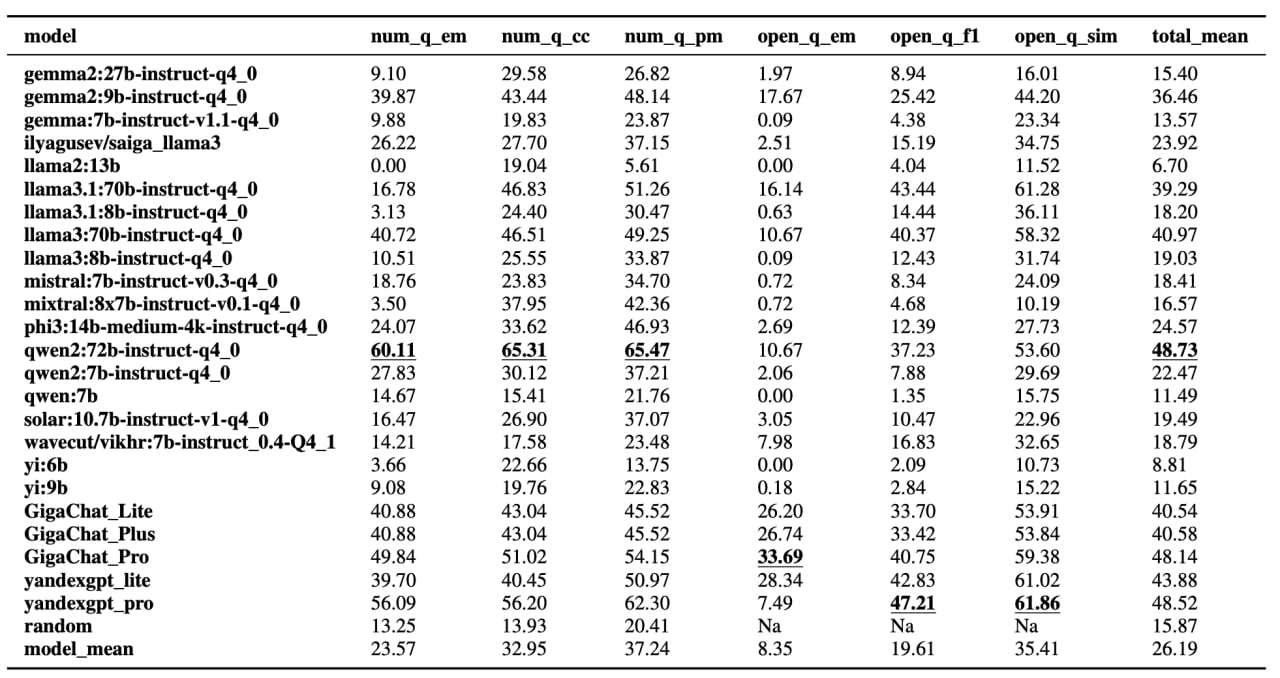 model num_q_em num_q_cc num_q_pm open_q_em open_q_f1 open_q_sim total_mean
gemma2:27b-instruct-q4_0 9.10 29.58 26.82 1.97 8.94 16.01 15.40
gemma2:9b-instruct-q4_0 39.87 43.44 48.14 17.67 25.42 44.20 36.46
gemma:7b-instruct-v1.1-q4_0 9.88 19.83 23.87 0.09 4.38 23.34 13.57
ilyagusev/saiga_llama3 26.22 27.70 37.15 2.51 15.19 34.75 23.92
llama2:13b 0.00 19.04 5.61 0.00 4.04 11.52 6.70
llama3.1:70b-instruct-q4_0 16.78 46.83 51.26 16.14 43.44 61.28 39.29
llama3.1:8b-instruct-q4_0 3.13 24.40 30.47 0.63 14.44 36.11 18.20
llama3:70b-instruct-q4_0 40.72 46.51 49.25 10.67 40.37 58.32 40.97
llama3:8b-instruct-q4_0 10.51 25.55 33.87 0.09 12.43 31.74 19.03
mistral:7b-instruct-v0.3-q4_0 18.76 23.83 34.70 0.72 8.34 24.09 18.41
mixtral:8x7b-instruct-v0.1-q4_0 3.50 37.95 42.36 0.72 4.68 10.19 16.57
phi3:14b-medium-4k-instruct-q4_0 24.07 33.62 46.93 2.69 12.39 27.73 24.57
qwen2:72b-instruct-q4_0 60.11 65.31 65.47 10.67 37.23 53.60 48.73
qwen2:7b-instruct-q4_0 27.83 30.12 37.21 2.06 7.88 29.69 22.47
qwen:7b 14.67 15.41 21.76 0.00 1.35 15.75 11.49
solar:10.7b-instruct-v1-q4_0 16.47 26.90 37.07 3.05 10.47 22.96 19.49
wavecut/vikhr:7b-instruct_0.4-Q4_1 14.21 17.58 23.48 7.98 16.83 32.65 18.79
yi:6b 3.66 22.66 13.75 0.00 2.09 10.73 8.81
yi:9b 9.08 19.76 22.83 0.18 2.84 15.22 11.65
GigaChat_Lite 40.88 43.04 45.52 26.20 33.70 53.91 40.54
GigaChat_Plus 40.88 43.04 45.52 26.74 33.42 53.84 40.58
GigaChat_Pro 49.84 51.02 54.15 33.69 40.75 59.38 48.14
yandexgpt_lite 39.70 40.45 50.97 28.34 42.83 61.02 43.88
yandexgpt_pro 56.09 56.20 62.30 7.49 47.21 61.86 48.52
random 13.25 13.93 20.41 Na Na Na 15.87
model_mean 23.57 32.95 37.24 8.35 19.61 35.41 26.19